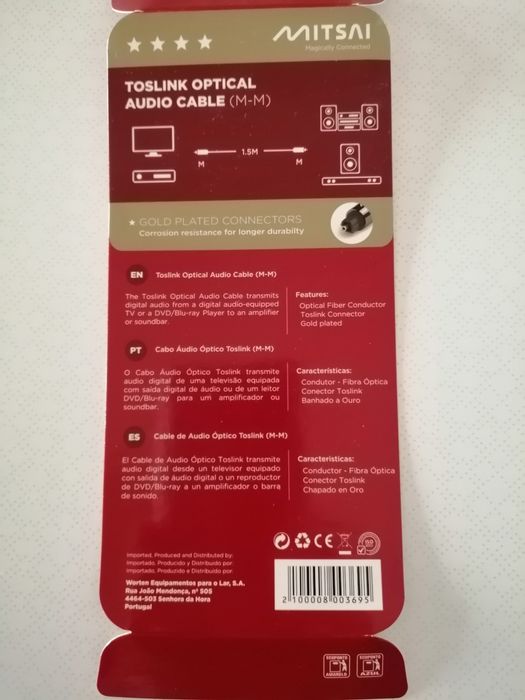 MITSAI
Magically Connected
TOSLINK OPTICAL
AUDIO CABLE (M-M)
1.5M
M
M
★ GOLD PLATED CONNECTORS
Corrosion resistance for longer durabilty
EN Toslink Optical Audio Cable (M-M)
The Toslink Optical Audio Cable transmits
digital audio from a digital audio-equipped
TV or a DVD/Blu-ray Player to an amplifier
or soundbar.
Features:
Optical Fiber Conductor
Toslink Connector
Gold plated
PT Cabo Áudio Óptico Toslink (M-M)
O Cabo Áudio Óptico Toslink transmite
audio digital de uma televisão equipada
com saída digital de áudio ou de um leitor
DVD/Blu-ray para um amplificador ou
soundbar.
Características:
Condutor - Fibra Óptica
Conector Toslink
Banhado a Ouro
ES Cable de Audio Óptico Toslink (M-M)
El Cable de Audio Óptico Toslink transmite
audio digital desde un televisor equipado
con salida de audio digital o un reproductor
de DVD/Blu-ray a un amplificador o barra
de sonido.
Características:
Conductor - Fibra Óptica
Conector Toslink
Chapado en Oro
CE
Imported, Produced and Distributed by:
Importado, Produzido e Distribuído por:
Importado, Producido e Distribuido por:
Worten Equipamentos para o Lar, S.A.
Rua João Mendonça, nº 505
4464-503 Senhora da Hora
Portugal
2 100008 003695
ECOPONTO
AMARELO
ECOPONTO
AZUL